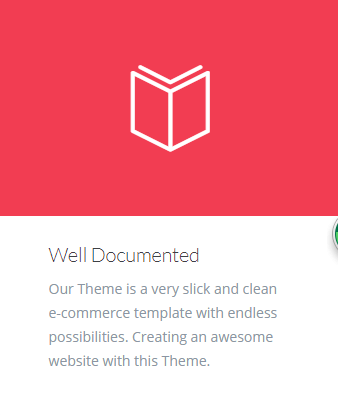 Well Documented
Our Theme is a very slick and clean
e-commerce template with endless
possibilities. Creating an awesome
website with this Theme.